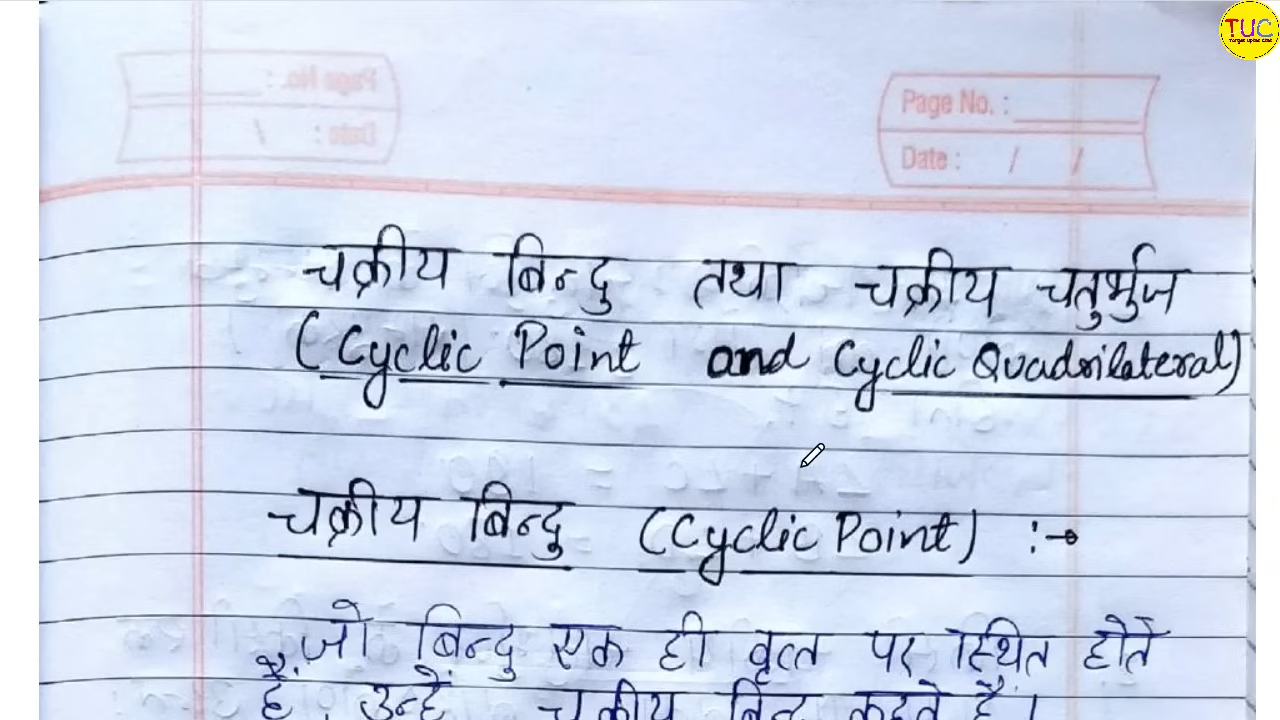 TUC
Page No. :
Date : / /
चक्रीय बिन्दु तथा चक्रीय चतुर्भुज
(Cyclic Point and Cyclic Quadrilateral)
चक्रीय बिन्दु (Cyclic Point) :→
जो बिन्दु एक ही वृत्त पर स्थित होते
हैं, उन्हें चक्रीय बिन्दु कहते हैं।